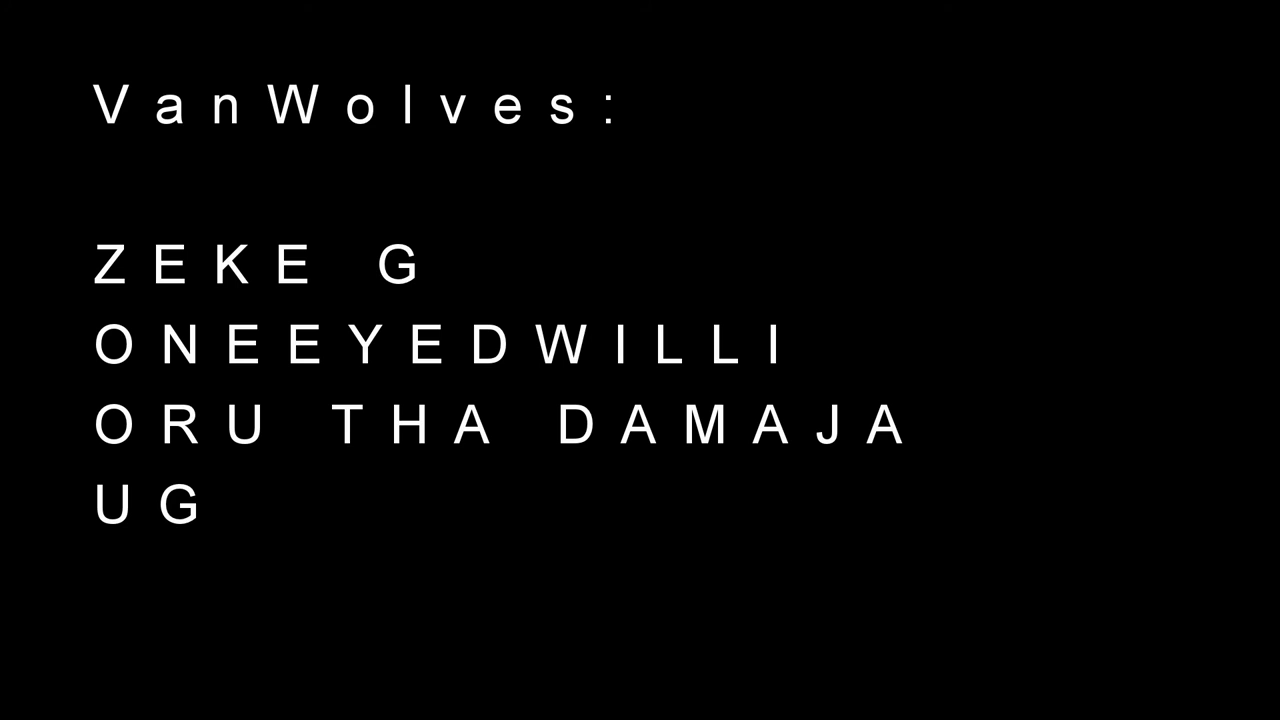 VanWolves:
ZEKE G
ONEEYEDWILLI
ORU THA DAMAJA
UG